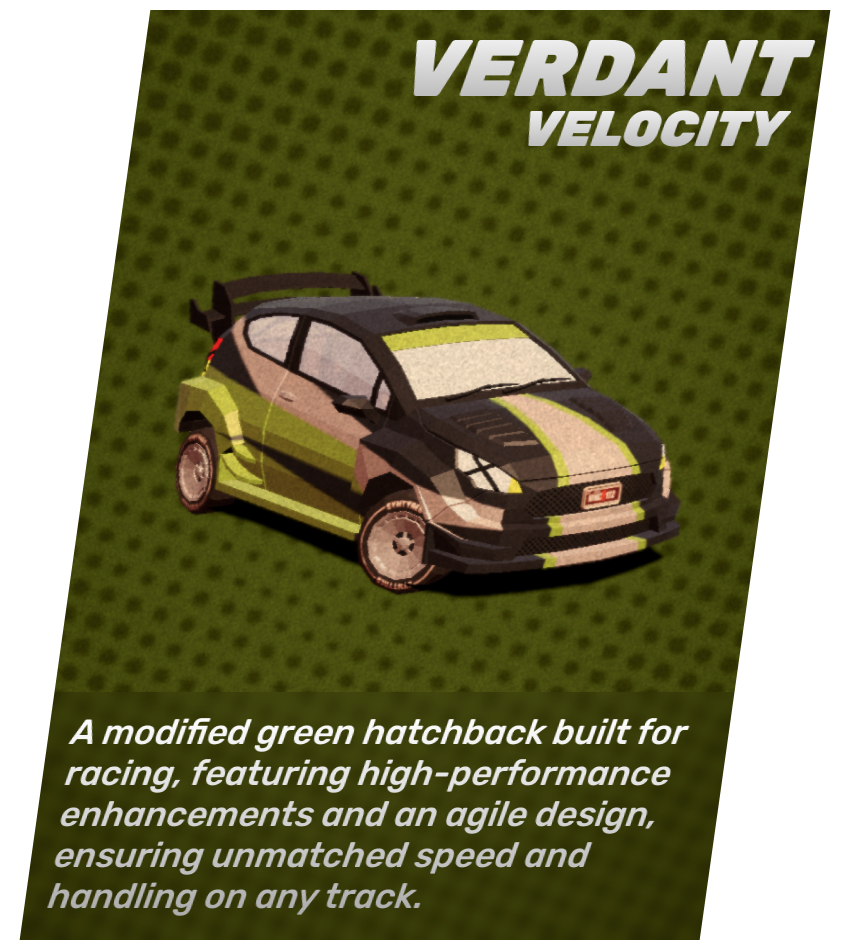 VERDANT
VELOCITY
A modified green hatchback built for
racing, featuring high-performance
enhancements and an agile design,
ensuring unmatched speed and
handling on any track.